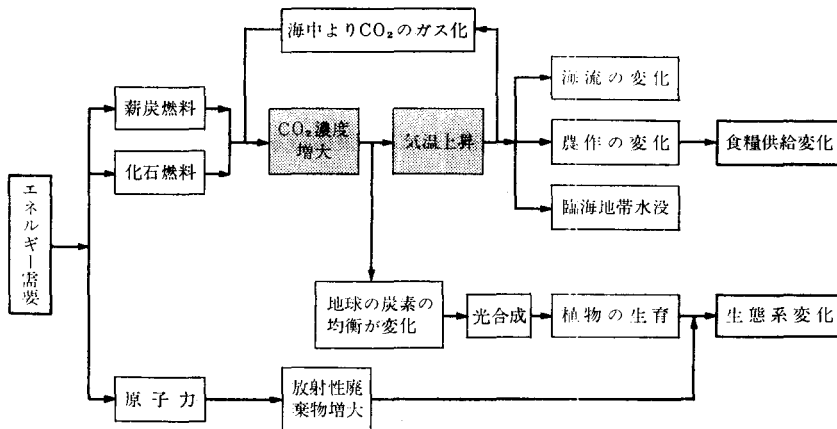 海中よりCO₂のガス化
海流の変化
薪炭燃料
CO₂濃度
増大
気温上昇
農作の変化
食糧供給変化
化石燃料
臨海地帯水没
エネルギー需要
地球の炭素の
均衡が変化
光合成
植物の生育
生態系変化
原子力
放射性廃
棄物増大